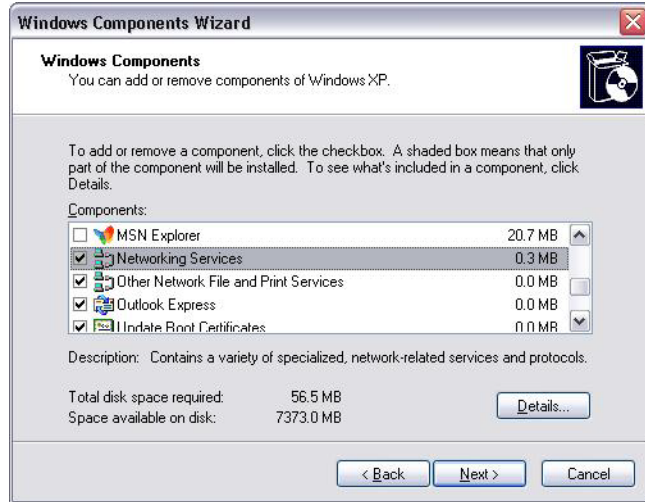 Windows Components Wizard
Windows Components
You can add or remove components of Windows XP.
To add or remove a component, click the checkbox. A shaded box means that only
part of the component will be installed. To see what's included in a component, click
Details.
Components:
MSN Explorer 20.7 MB
Networking Services 0.3 MB
Other Network File and Print Services 0.0 MB
Outlook Express 0.0 MB
Update Root Certificates 0.0 MB
Description: Contains a variety of specialized, network-related services and protocols.
Total disk space required: 56.5 MB
Space available on disk: 7373.0 MB
Details...
< Back Next > Cancel